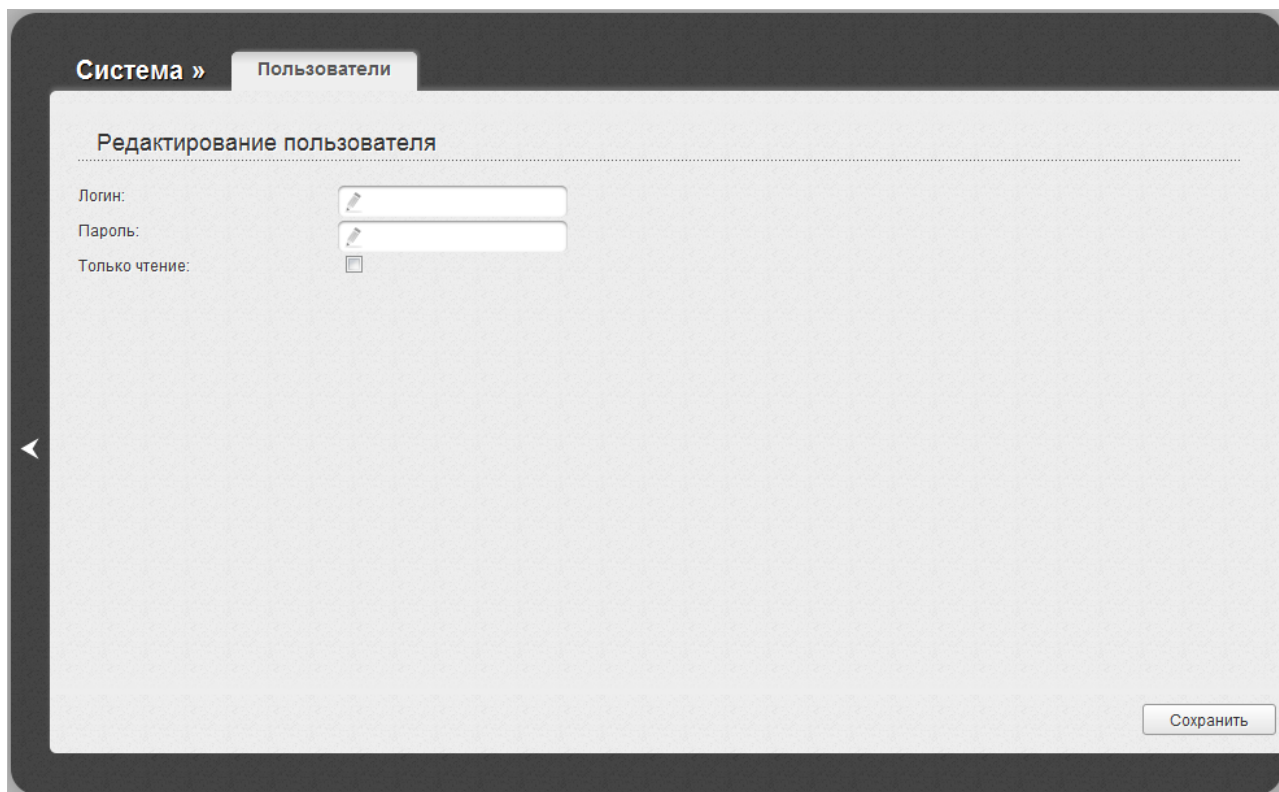 Система » Пользователи
Редактирование пользователя
Логин:
Пароль:
Только чтение:
Сохранить